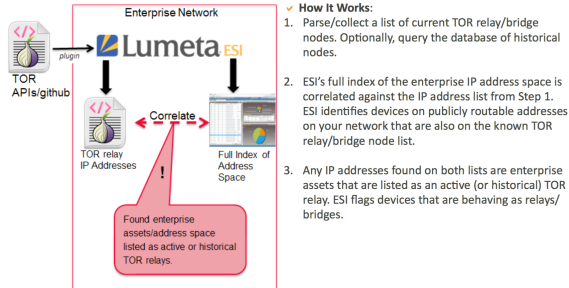 Enterprise Network
</>
plugin
Lumeta ESI
TOR
APIs/github
</>
Correlate
TOR relay
IP Addresses
Full Index of
Address
Space
!
Found enterprise
assets/address space
listed as active or historical
TOR relays.
How It Works:
1. Parse/collect a list of current TOR relay/bridge
nodes. Optionally, query the database of historical
nodes.
2. ESI's full index of the enterprise IP address space is
correlated against the IP address list from Step 1.
ESI identifies devices on publicly routable addresses
on your network that are also on the known TOR
relay/bridge node list.
3. Any IP addresses found on both lists are enterprise
assets that are listed as an active (or historical) TOR
relay. ESI flags devices that are behaving as relays/
bridges.